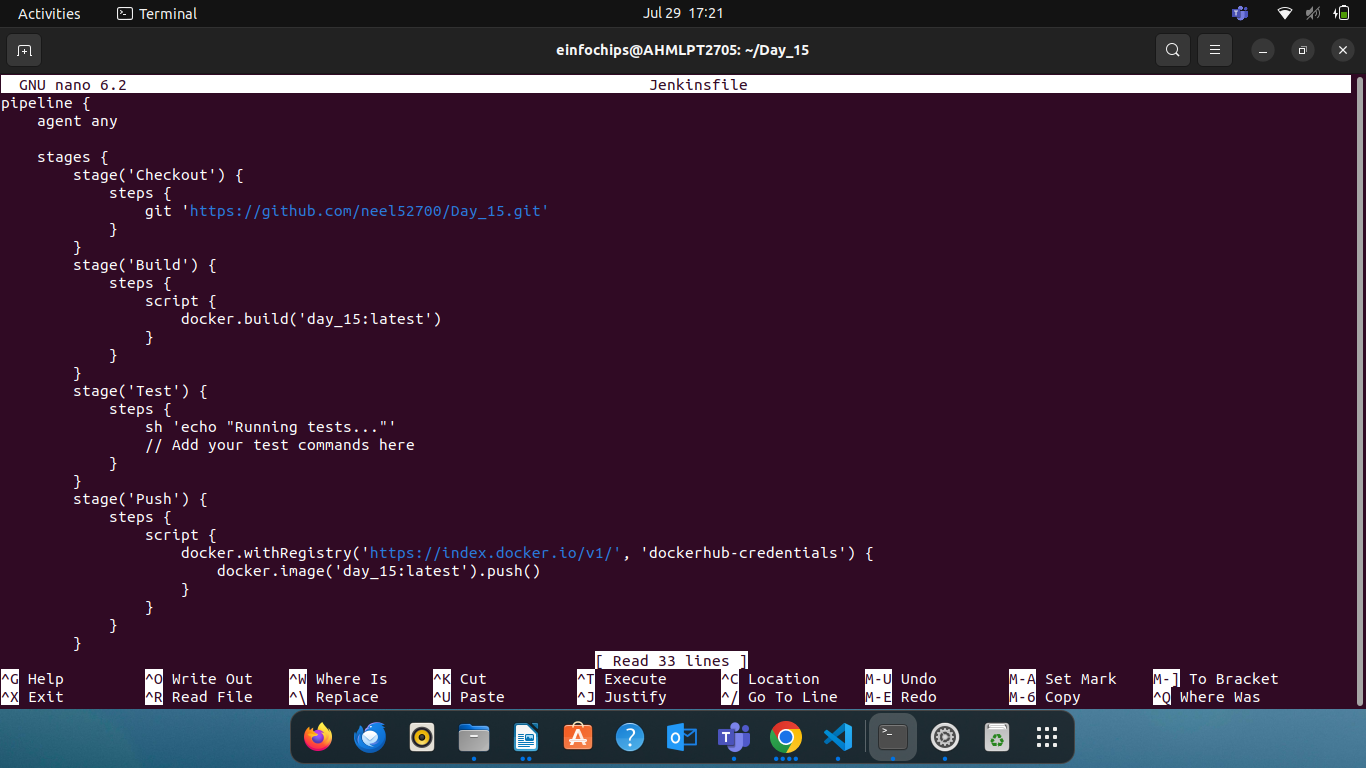 Activities Terminal Jul 29 17:21
einfochips@AHMLPT2705: ~/Day_15
GNU nano 6.2 Jenkinsfile
pipeline {
    agent any

    stages {
        stage('Checkout') {
            steps {
                git 'https://github.com/neel52700/Day_15.git'
            }
        }
        stage('Build') {
            steps {
                script {
                    docker.build('day_15:latest')
                }
            }
        }
        stage('Test') {
            steps {
                sh 'echo "Running tests..."'
                // Add your test commands here
            }
        }
        stage('Push') {
            steps {
                script {
                    docker.withRegistry('https://index.docker.io/v1/', 'dockerhub-credentials') {
                        docker.image('day_15:latest').push()
                    }
                }
            }
        }
[ Read 33 lines ]
^G Help ^O Write Out ^W Where Is ^K Cut ^T Execute ^C Location M-U Undo M-A Set Mark M-] To Bracket
^X Exit ^R Read File ^\ Replace ^U Paste ^J Justify ^/ Go To Line M-E Redo M-6 Copy ^Q Where Was